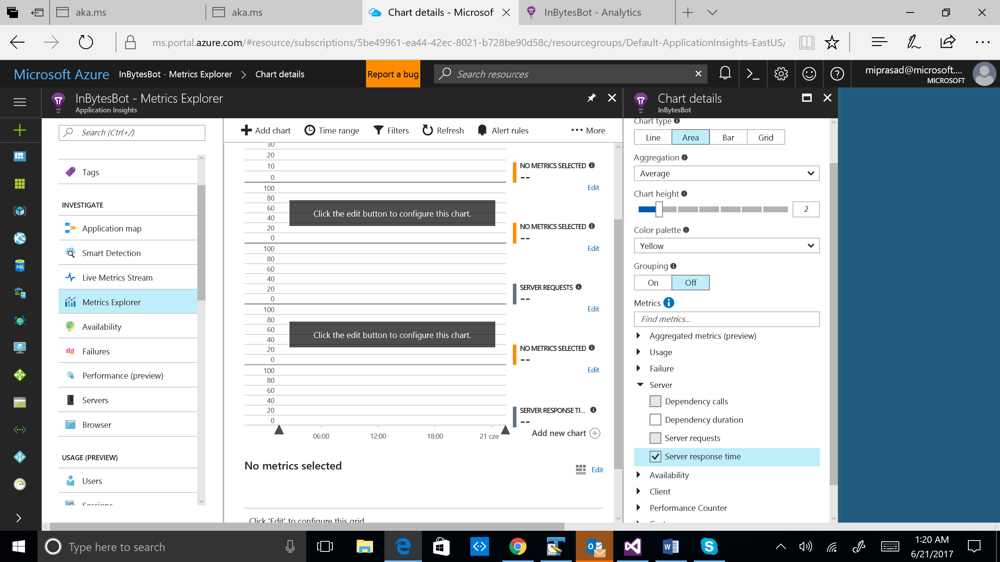 aka.ms
aka.ms
Chart details - Microsof
InBytesBot - Analytics
ms.portal.azure.com/#resource/subscriptions/5be49961-ea44-42ec-8021-b728be90d58c/resourcegroups/Default-ApplicationInsights-EastUS/
Microsoft Azure
InBytesBot - Metrics Explorer
Chart details
Report a bug
Search resources
miprasad@microsoft....
MICROSOFT
InBytesBot - Metrics Explorer
Application Insights
Search (Ctrl+/)
Tags
INVESTIGATE
Application map
Smart Detection
Live Metrics Stream
Metrics Explorer
Availability
Failures
Performance (preview)
Servers
Browser
USAGE (PREVIEW)
Users
Sessions
Add chart
Time range
Filters
Refresh
Alert rules
More
30
20
10
0
NO METRICS SELECTED
--
Edit
100
80
60
40
20
0
Click the edit button to configure this chart.
NO METRICS SELECTED
--
Edit
100
80
60
40
20
0
SERVER REQUESTS
--
Edit
100
80
60
40
20
0
Click the edit button to configure this chart.
NO METRICS SELECTED
--
Edit
100
80
60
40
20
0
SERVER RESPONSE TI...
--
06:00
12:00
18:00
21 cze
Add new chart
No metrics selected
Edit
Click 'Edit' to configure this grid
Chart details
InBytesBot
Chart type
Line
Area
Bar
Grid
Aggregation
Average
Chart height
2
Color palette
Yellow
Grouping
On
Off
Metrics
Find metrics...
Aggregated metrics (preview)
Usage
Failure
Server
Dependency calls
Dependency duration
Server requests
Server response time
Availability
Client
Performance Counter
Type here to search
1:20 AM
6/21/2017